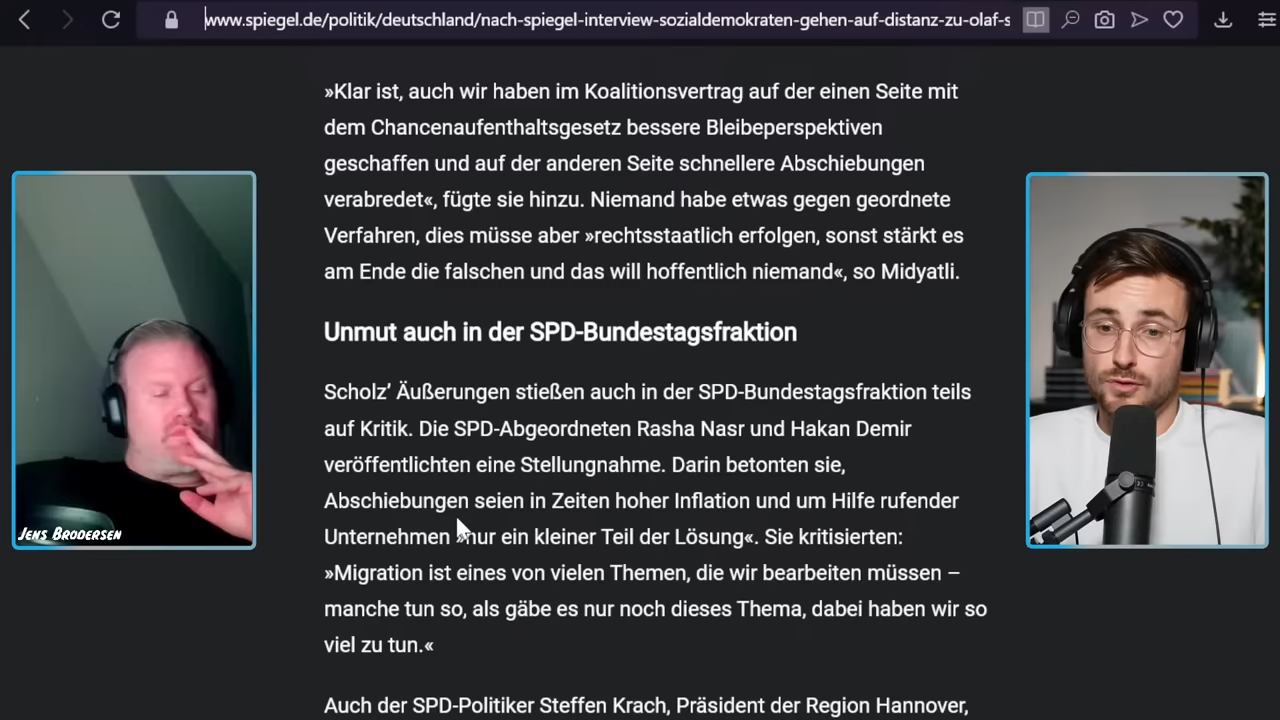 www.spiegel.de/politik/deutschland/nach-spiegel-interview-sozialdemokraten-gehen-auf-distanz-zu-olaf-s
»Klar ist, auch wir haben im Koalitionsvertrag auf der einen Seite mit
dem Chancenaufenthaltsgesetz bessere Bleibeperspektiven
geschaffen und auf der anderen Seite schnellere Abschiebungen
verabredet«, fügte sie hinzu. Niemand habe etwas gegen geordnete
Verfahren, dies müsse aber »rechtsstaatlich erfolgen, sonst stärkt es
am Ende die falschen und das will hoffentlich niemand«, so Midyatli.
Unmut auch in der SPD-Bundestagsfraktion
Scholz’ Äußerungen stießen auch in der SPD-Bundestagsfraktion teils
auf Kritik. Die SPD-Abgeordneten Rasha Nasr und Hakan Demir
veröffentlichten eine Stellungnahme. Darin betonten sie,
Abschiebungen seien in Zeiten hoher Inflation und um Hilfe rufender
Unternehmen »nur ein kleiner Teil der Lösung«. Sie kritisierten:
»Migration ist eines von vielen Themen, die wir bearbeiten müssen –
manche tun so, als gäbe es nur noch dieses Thema, dabei haben wir so
viel zu tun.«
Auch der SPD-Politiker Steffen Krach, Präsident der Region Hannover,
Jens Brodersen